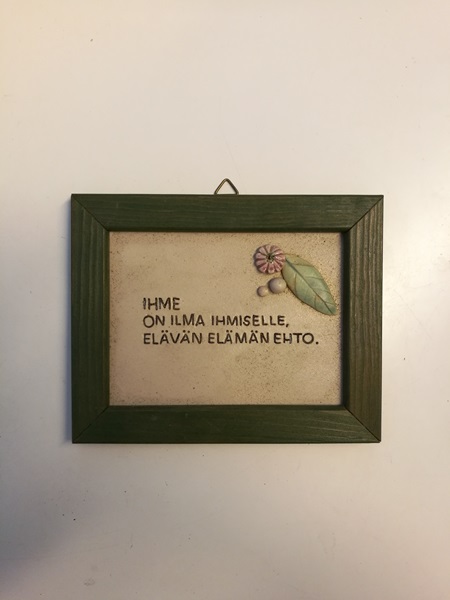 IHME
ON ILMA IHMISELLE,
ELÄVÄN ELÄMÄN EHTO.